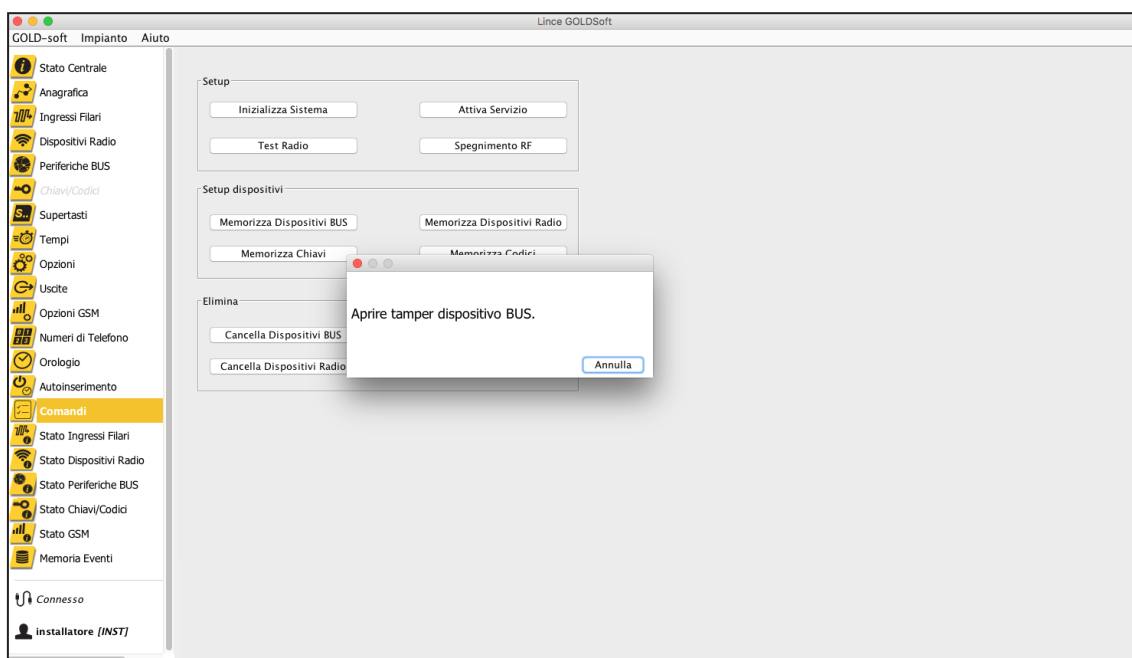 Lince GOLDSoft
GOLD-soft Impianto Aiuto
Stato Centrale
Anagrafica
Ingressi Filari
Dispositivi Radio
Periferiche BUS
Chiavi/Codici
Supertasti
Tempi
Opzioni
Uscite
Opzioni GSM
Numeri di Telefono
Orologio
Autoinserimento
Comandi
Stato Ingressi Filari
Stato Dispositivi Radio
Stato Periferiche BUS
Stato Chiavi/Codici
Stato GSM
Memoria Eventi
Connesso
installatore [INST]
Setup
Inizializza Sistema Attiva Servizio
Test Radio Spegnimento RF
Setup dispositivi
Memorizza Dispositivi BUS Memorizza Dispositivi Radio
Memorizza Chiavi Memorizza Codici
Elimina
Cancella Dispositivi BUS
Cancella Dispositivi Radio
Aprire tamper dispositivo BUS.
Annulla